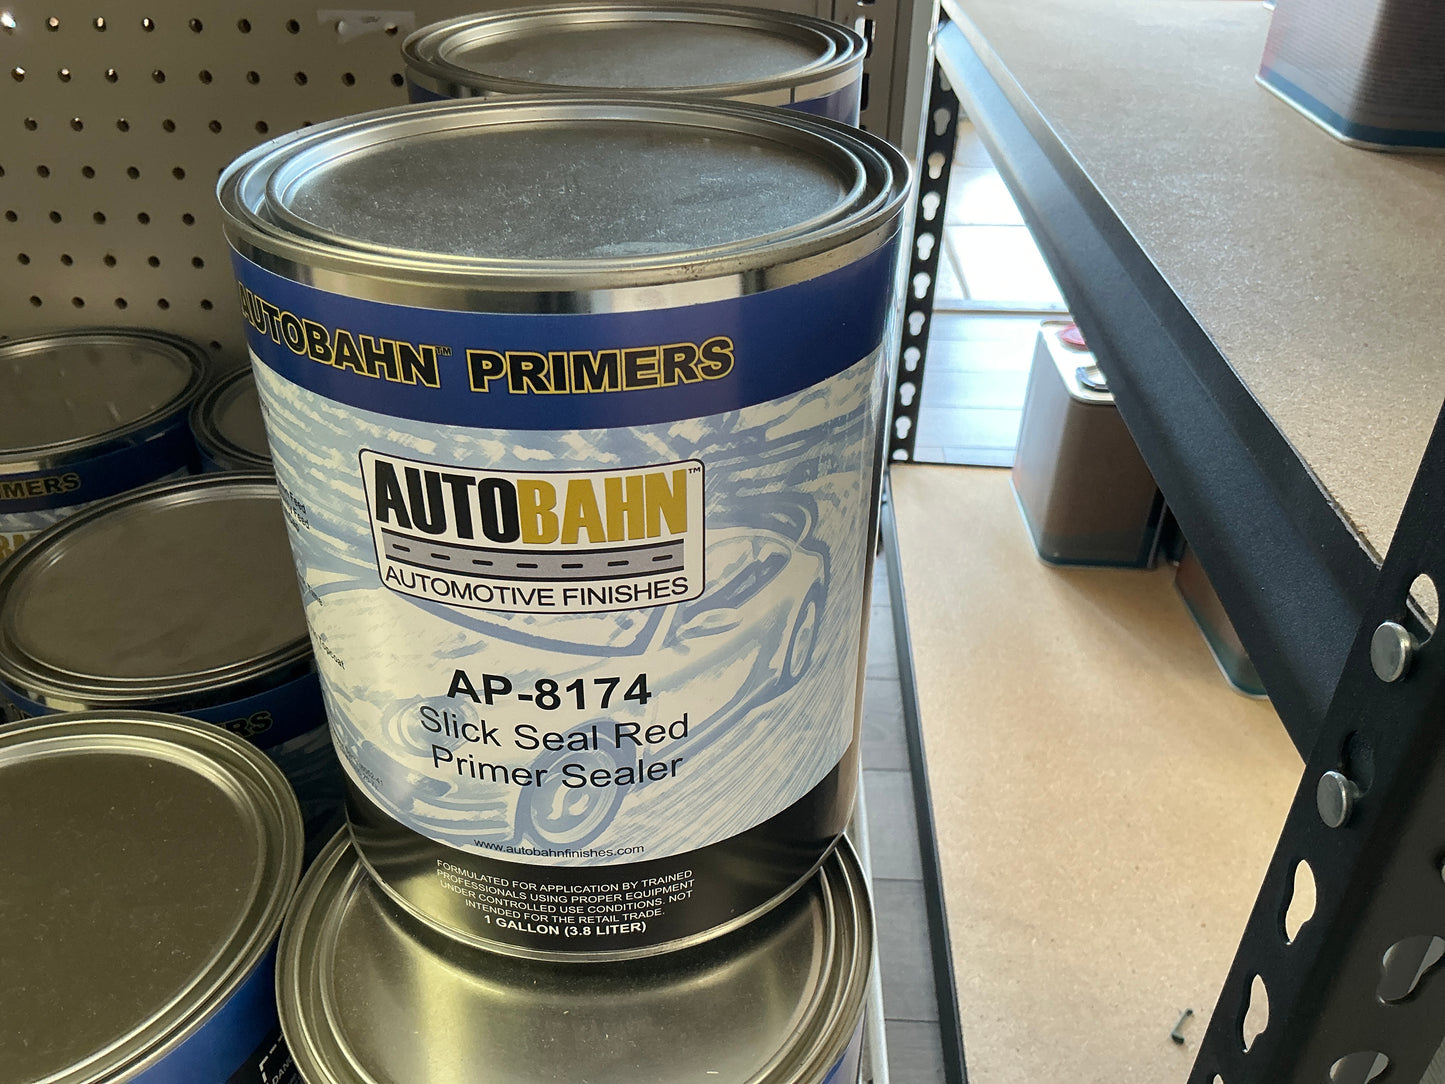 AUTOBAHN™ PRIMERS
AUTOBAHN™
AUTOMOTIVE FINISHES
AP-8174
Slick Seal Red
Primer Sealer
www.autobahnfinishes.com
FORMULATED FOR APPLICATION BY TRAINED
PROFESSIONALS USING PROPER EQUIPMENT
UNDER CONTROLLED USE CONDITIONS. NOT
INTENDED FOR THE RETAIL TRADE.
1 GALLON (3.8 LITER)